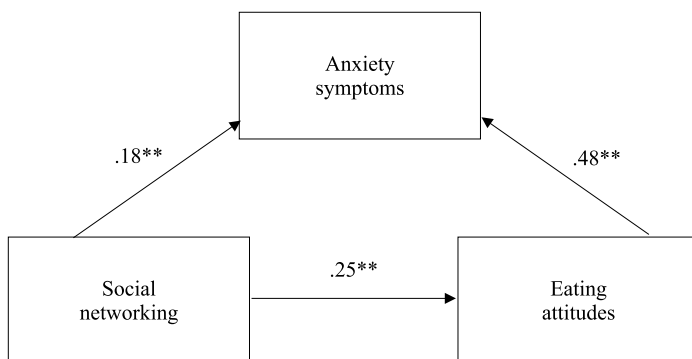 Anxiety
symptoms
.18**
.48**
.25**
Social
networking
Eating
attitudes